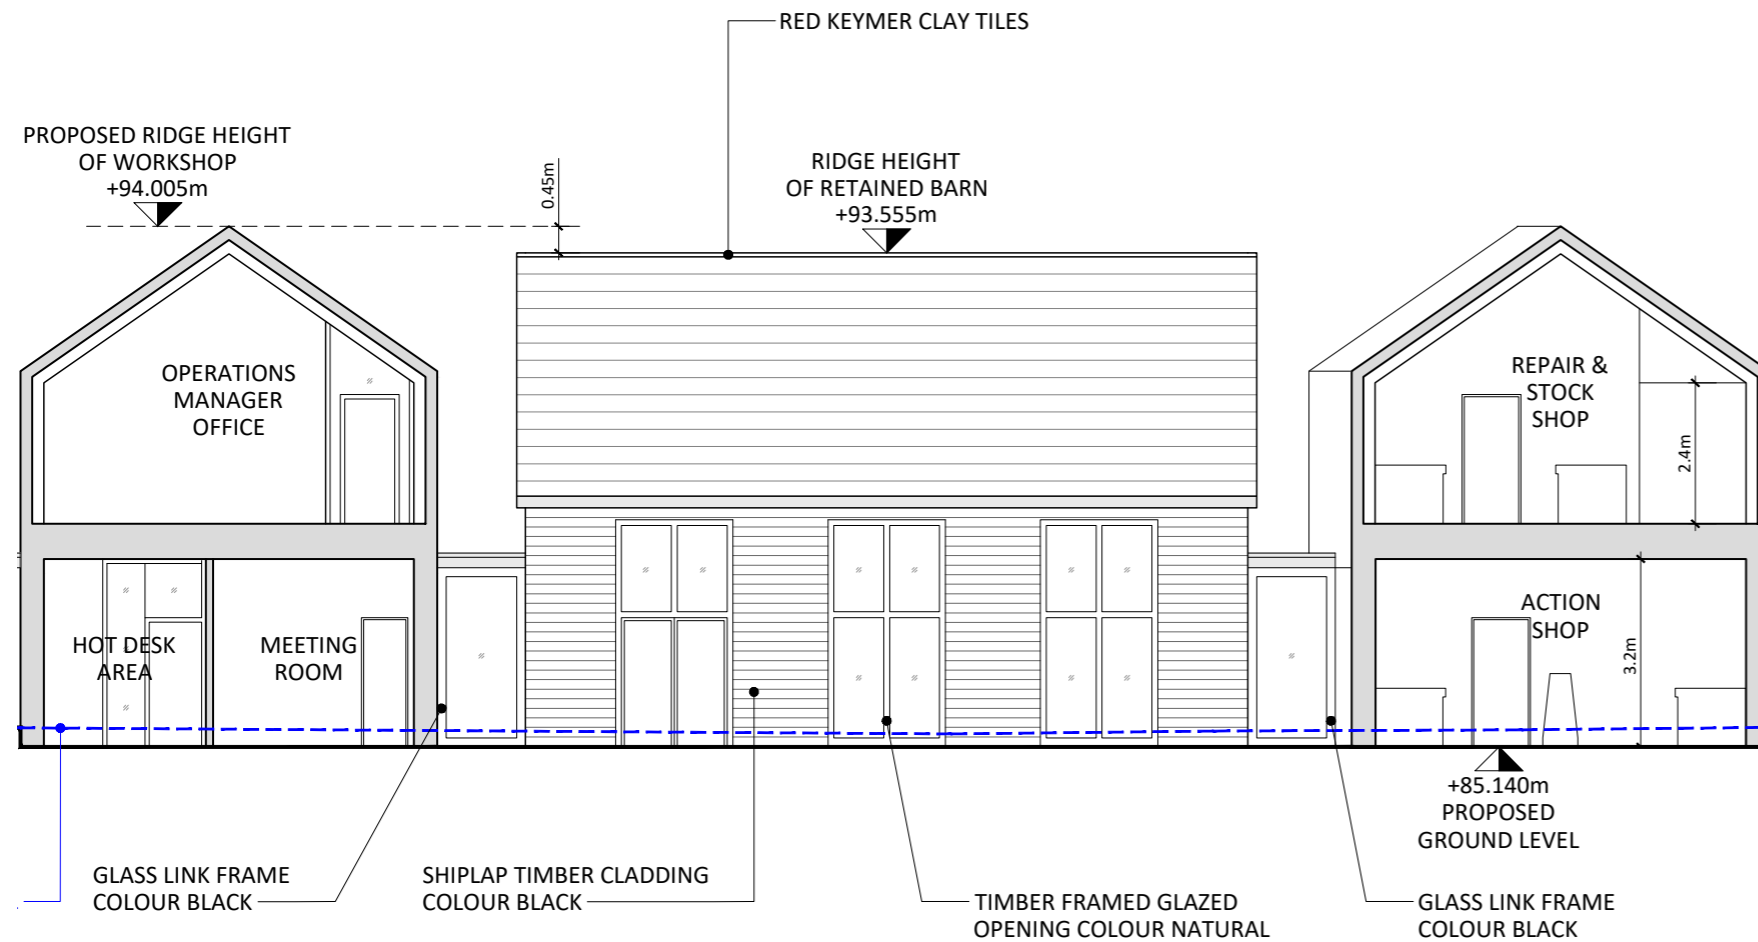 RED KEYMER CLAY TILES
PROPOSED RIDGE HEIGHT
OF WORKSHOP
+94.005m
0.45m
RIDGE HEIGHT
OF RETAINED BARN
+93.555m
OPERATIONS
MANAGER
OFFICE
REPAIR &
STOCK
SHOP
2.4m
HOT DESK
AREA
MEETING
ROOM
ACTION
SHOP
3.2m
+85.140m
PROPOSED
GROUND LEVEL
GLASS LINK FRAME
COLOUR BLACK
SHIPLAP TIMBER CLADDING
COLOUR BLACK
TIMBER FRAMED GLAZED
OPENING COLOUR NATURAL
GLASS LINK FRAME
COLOUR BLACK